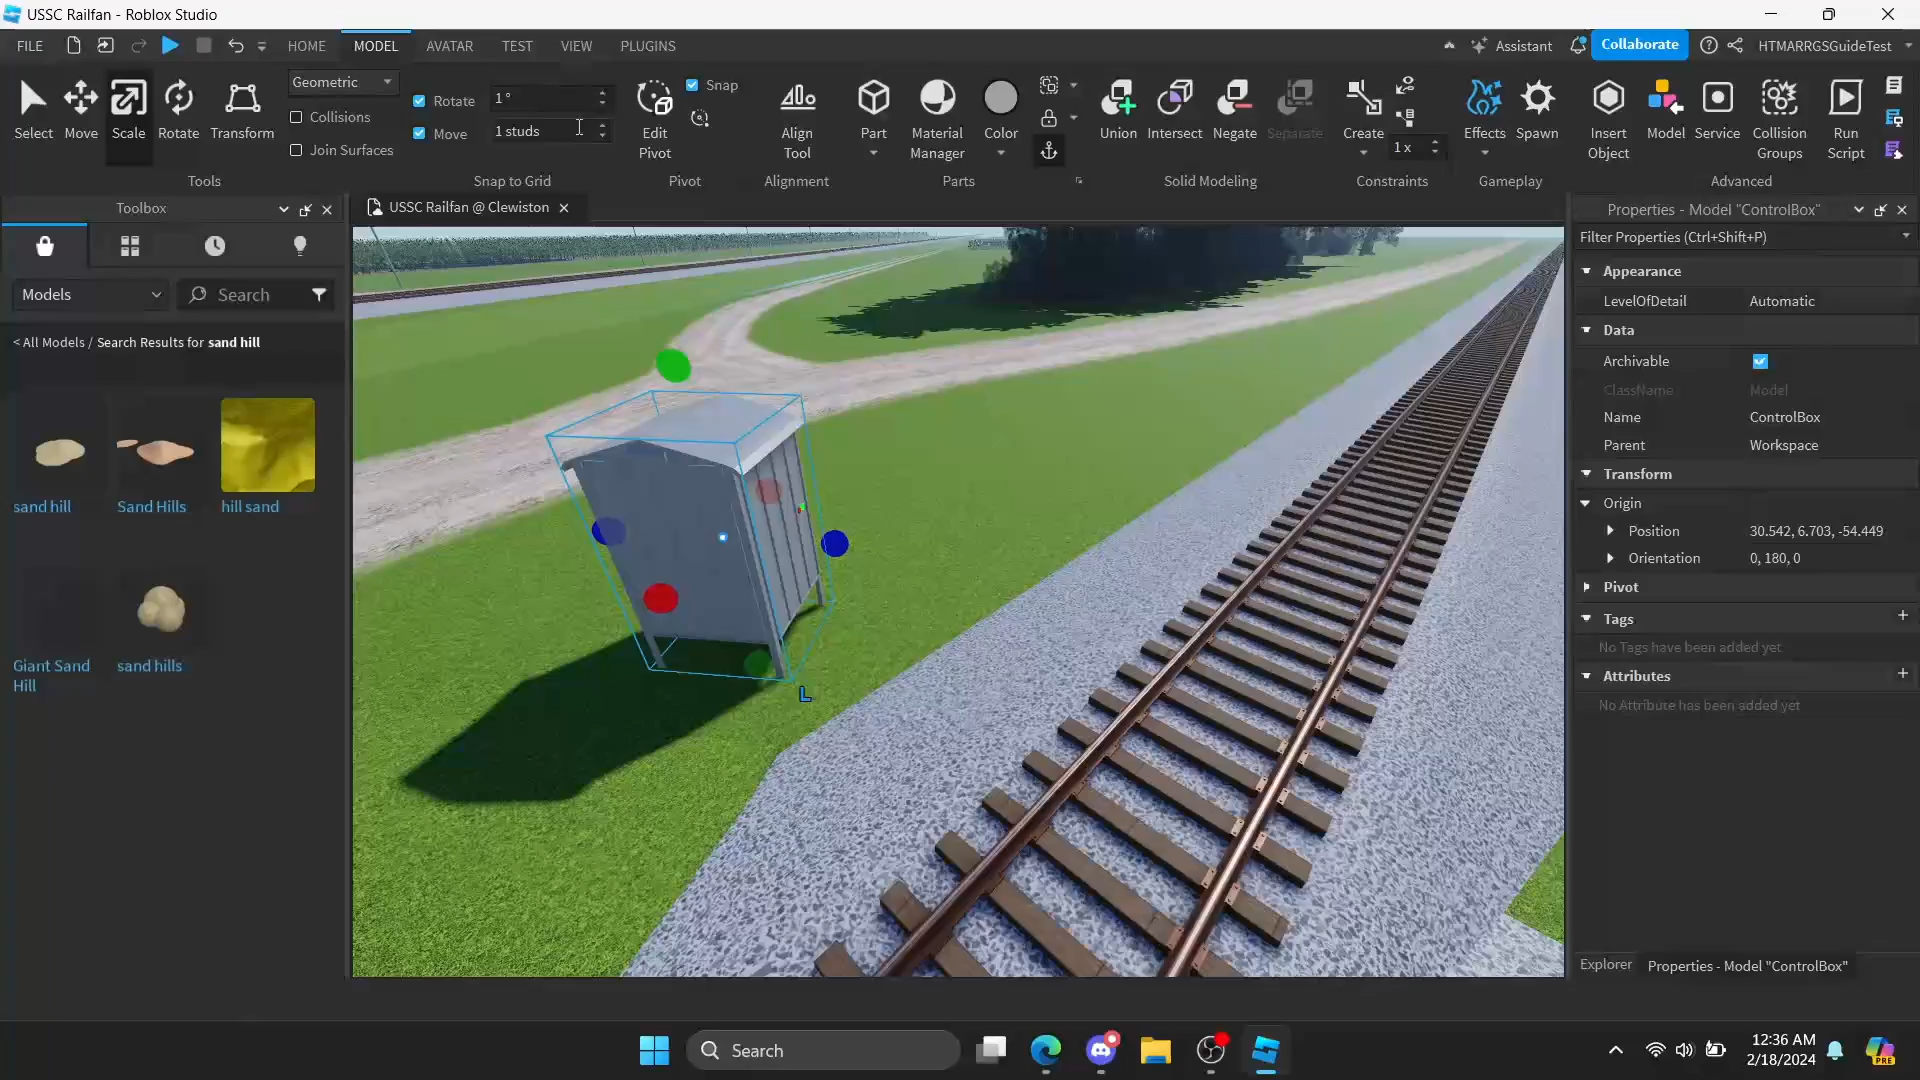 USSC Railfan - Roblox Studio
FILE
HOME
MODEL
AVATAR
TEST
VIEW
PLUGINS
Assistant
Collaborate
HTMARRGSGuideTest
Select
Move
Scale
Rotate
Transform
Geometric
Collisions
Join Surfaces
Tools
Rotate
1 °
Move
1 studs
Snap to Grid
Edit
Pivot
Snap
Pivot
Align
Tool
Alignment
Part
Material
Manager
Color
Parts
Union
Intersect
Negate
Separate
Solid Modeling
Create
1 x
Constraints
Effects
Spawn
Gameplay
Insert
Object
Model
Service
Collision
Groups
Run
Script
Advanced
Toolbox
Models
Search
< All Models / Search Results for sand hill
sand hill
Sand Hills
hill sand
Giant Sand
Hill
sand hills
USSC Railfan @ Clewiston
L
Properties - Model "ControlBox"
Filter Properties (Ctrl+Shift+P)
Appearance
LevelOfDetail Automatic
Data
Archivable
ClassName Model
Name ControlBox
Parent Workspace
Transform
Origin
Position 30.542, 6.703, -54.449
Orientation 0, 180, 0
Pivot
Tags
No Tags have been added yet
Attributes
No Attribute has been added yet
Explorer
Properties - Model "ControlBox"
Search
12:36 AM
2/18/2024
PRE